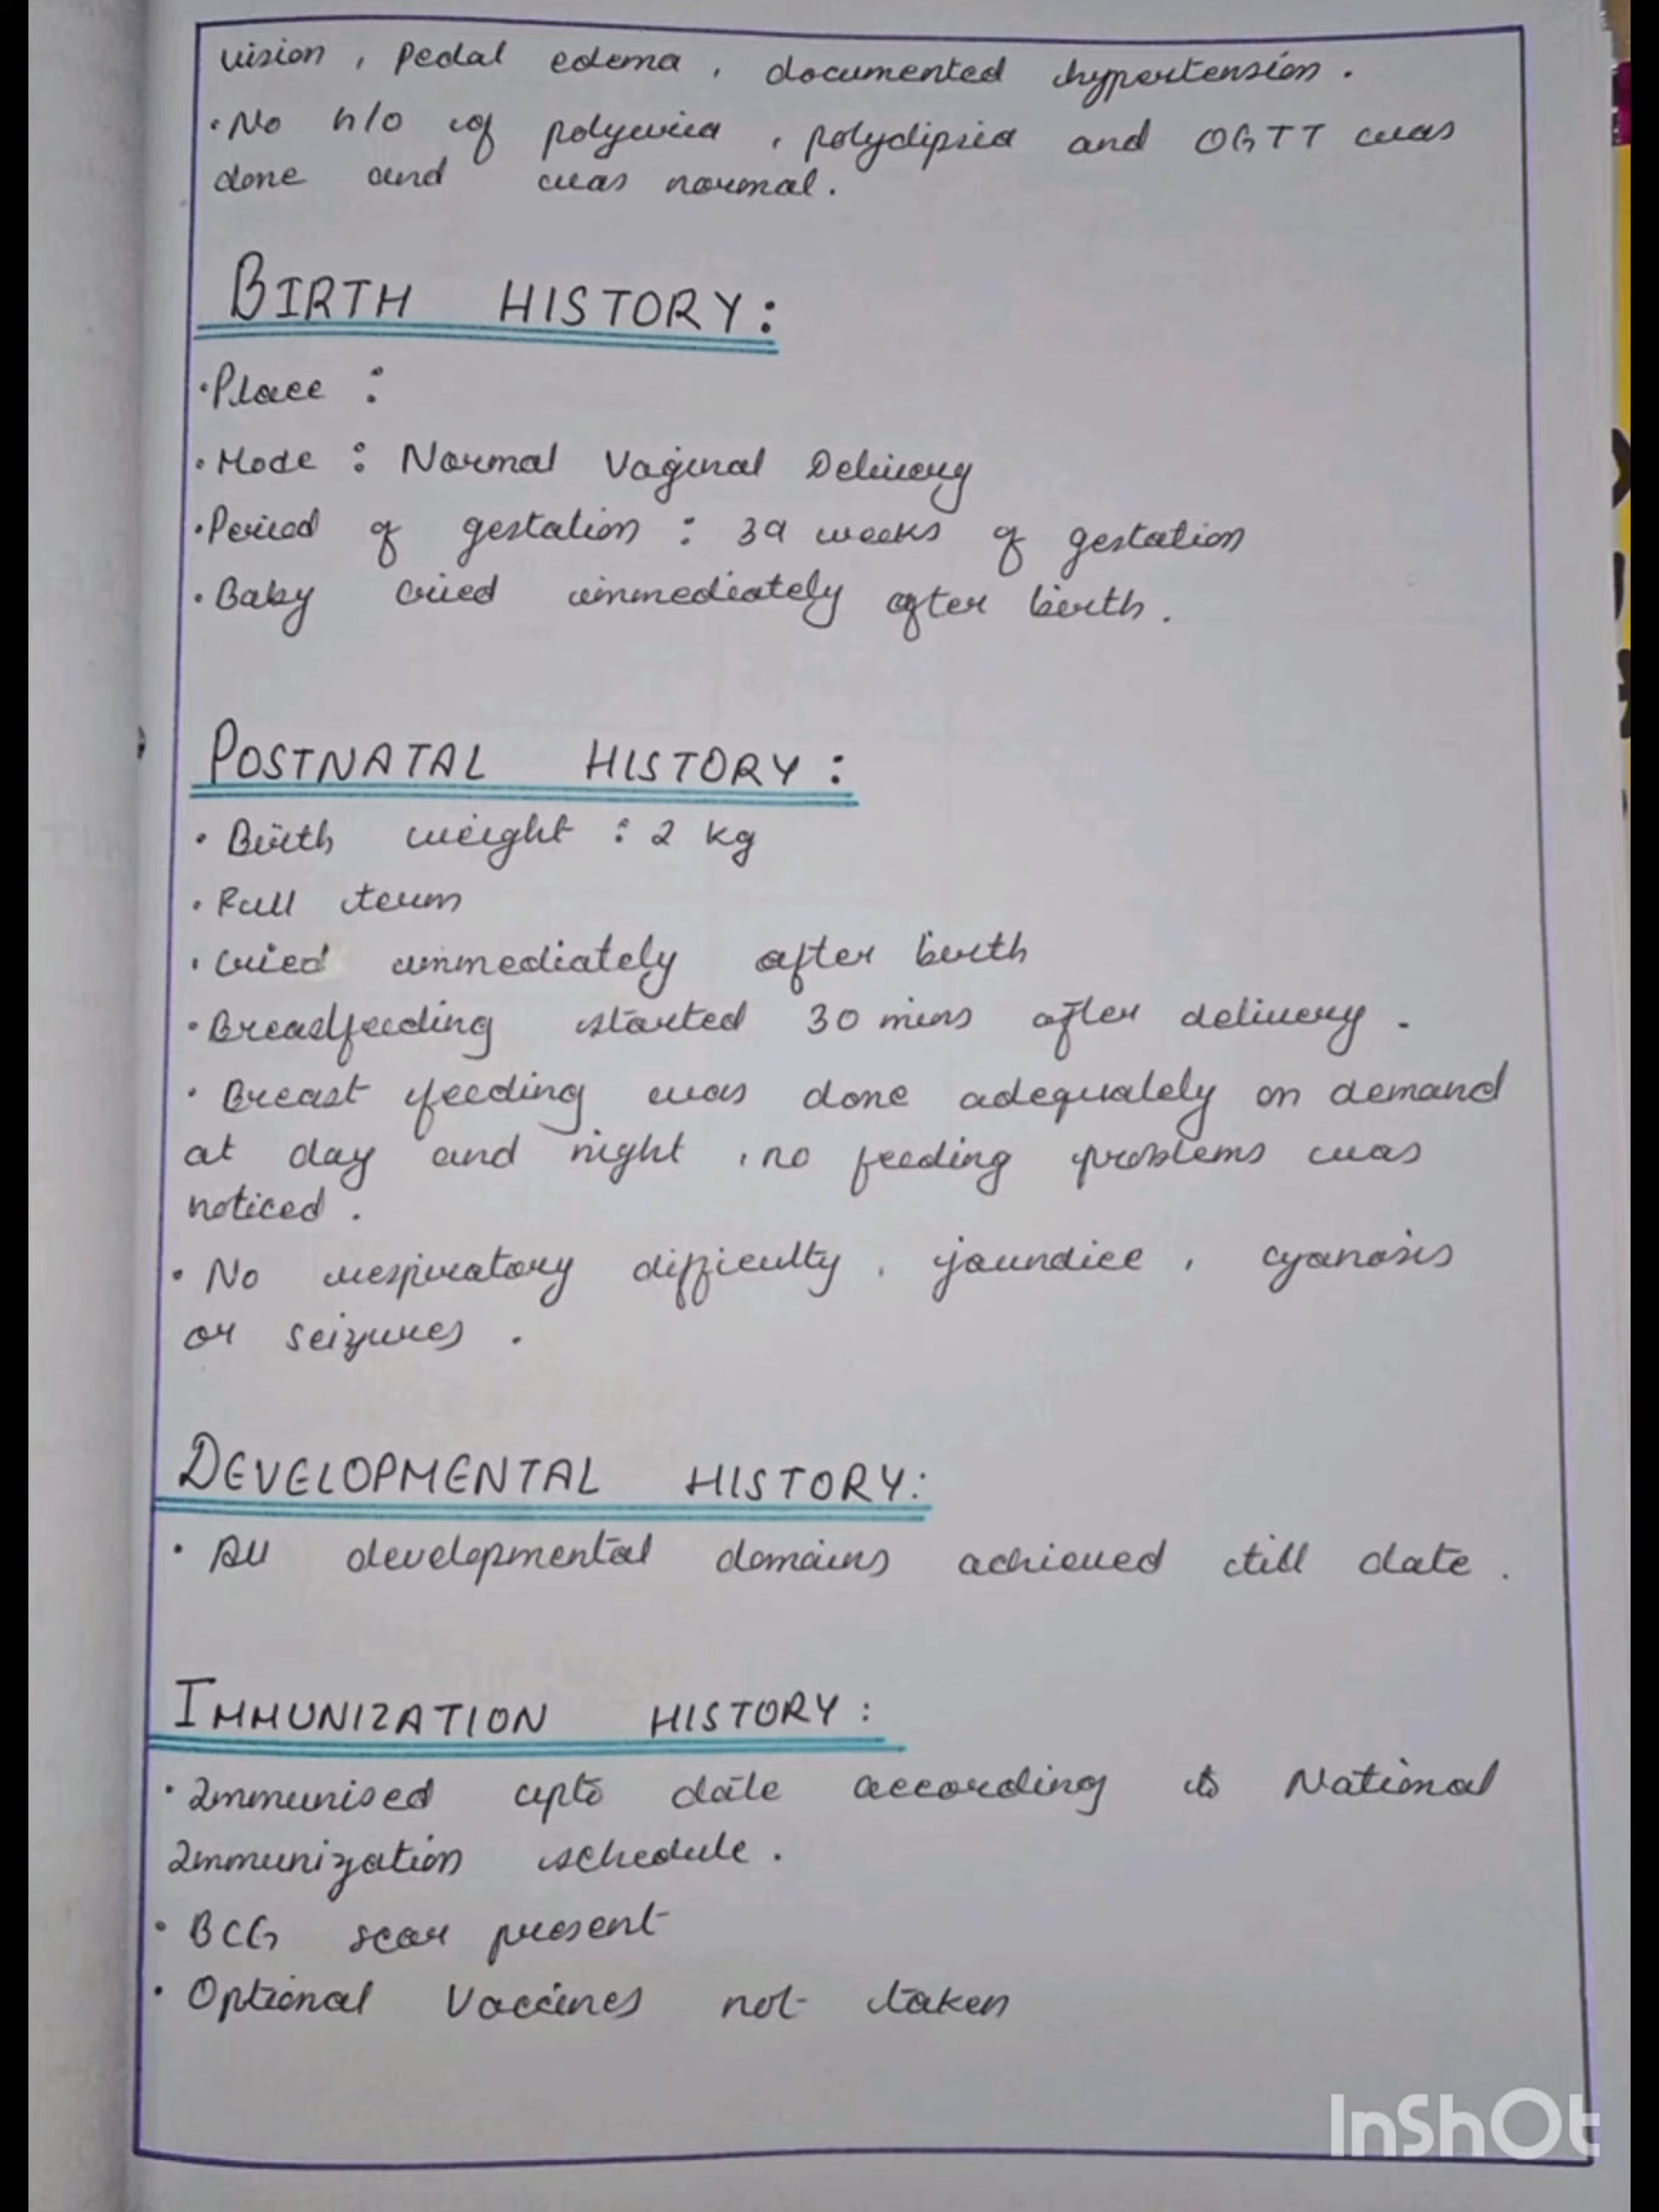 vision, Pedal edema, documented hypertension.
• No h/o of polyuria, polydipsia and OGTT was
done and was normal.
BIRTH HISTORY:
• Place :
• Mode : Normal Vaginal Delivery
• Period of gestation : 39 weeks of gestation
• Baby cried immediately after birth.
POSTNATAL HISTORY:
• Birth weight : 2 kg
• Full term
• Cried immediately after birth
• Breastfeeding started 30 mins after delivery.
• Breast feeding was done adequately on demand
at day and night, no feeding problems was
noticed.
• No respiratory difficulty, jaundice, cyanosis
or seizures.
DEVELOPMENTAL HISTORY:
• All developmental domains achieved till date.
IMMUNIZATION HISTORY:
• Immunised upto date according to National
Immunization schedule.
• BCG scar present
• Optional Vaccines not taken
InShOt